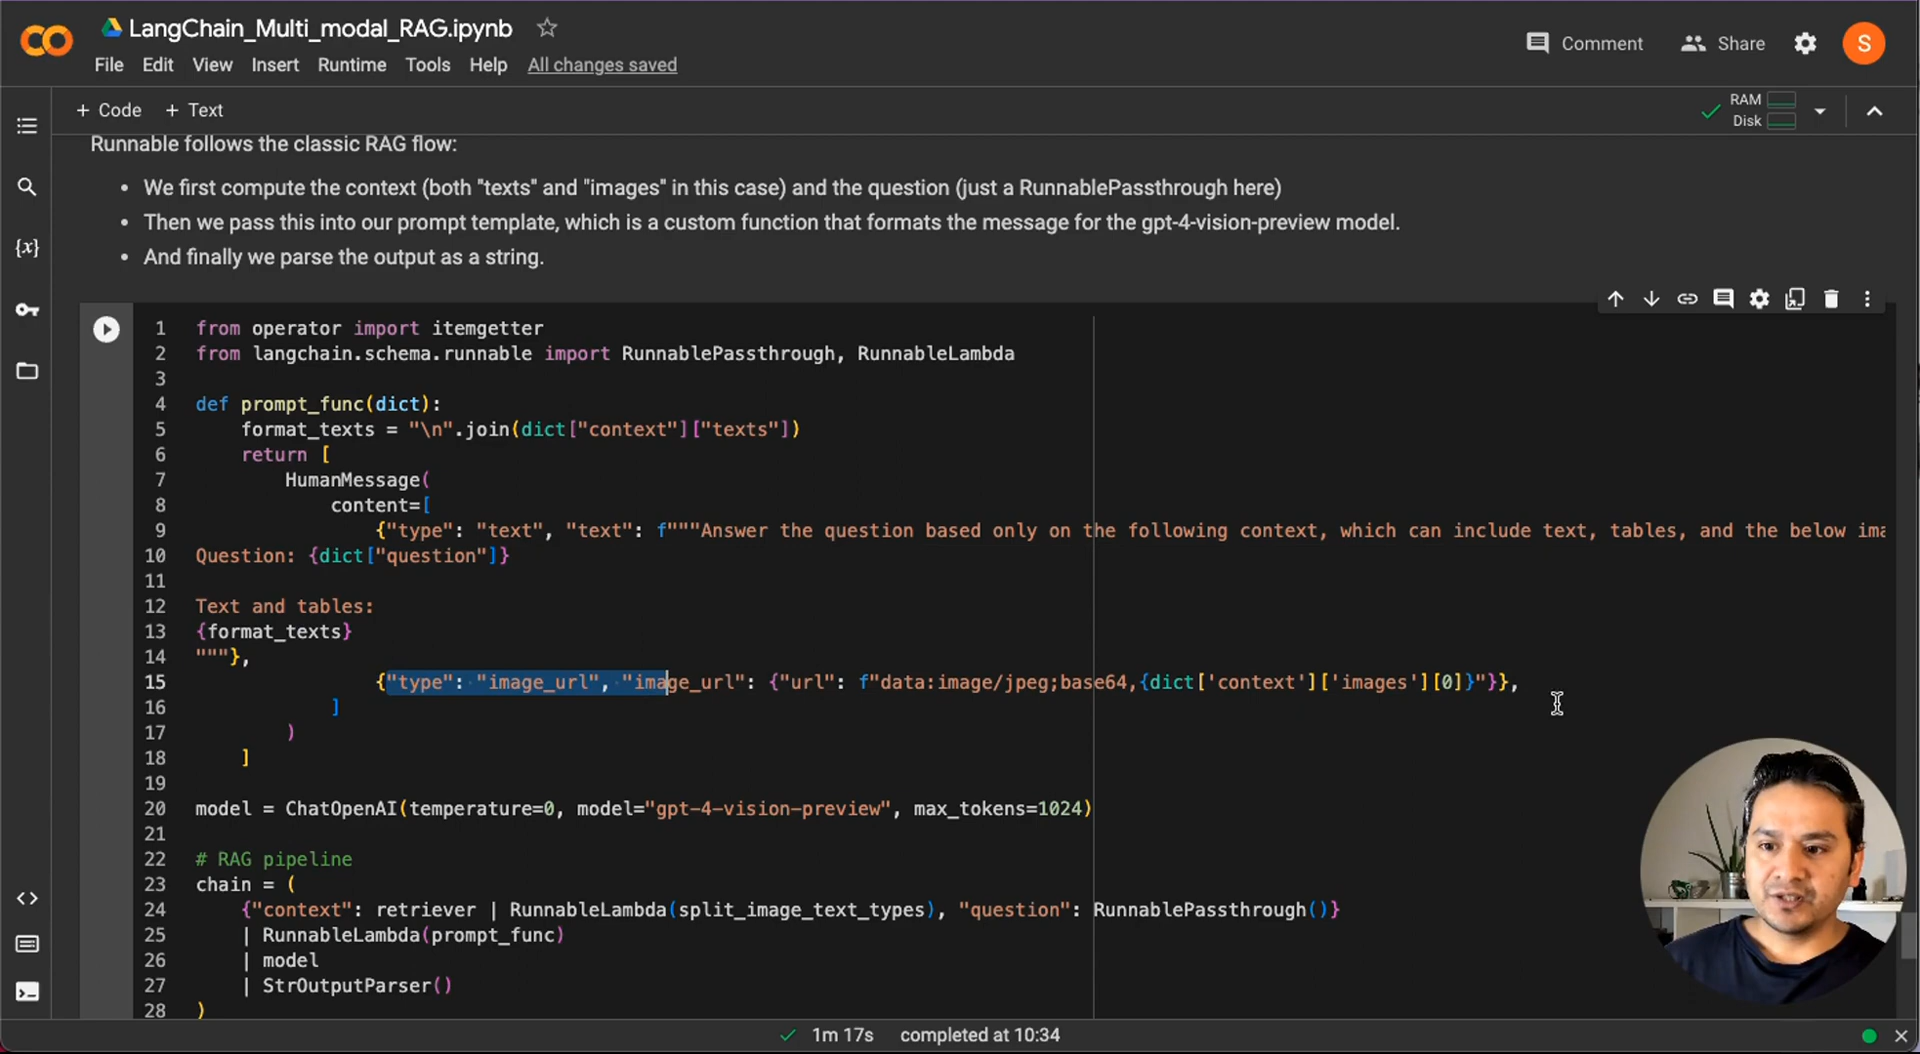 LangChain_Multi_modal_RAG.ipynb
Comment
Share
S
File Edit View Insert Runtime Tools Help All changes saved
+ Code + Text
RAM
Disk
Runnable follows the classic RAG flow:
• We first compute the context (both "texts" and "images" in this case) and the question (just a RunnablePassthrough here)
• Then we pass this into our prompt template, which is a custom function that formats the message for the gpt-4-vision-preview model.
• And finally we parse the output as a string.
{x}
1 from operator import itemgetter
2 from langchain.schema.runnable import RunnablePassthrough, RunnableLambda
3
4 def prompt_func(dict):
5 format_texts = "\n".join(dict["context"]["texts"])
6 return [
7 HumanMessage(
8 content=[
9 {"type": "text", "text": f"""Answer the question based only on the following context, which can include text, tables, and the below ima
10 Question: {dict["question"]}
11
12 Text and tables:
13 {format_texts}
14 """},
15 {"type": "image_url", "image_url": {"url": f"data:image/jpeg;base64,{dict['context']['images'][0]}"}},
16 ]
17 )
18 ]
19
20 model = ChatOpenAI(temperature=0, model="gpt-4-vision-preview", max_tokens=1024)
21
22 # RAG pipeline
23 chain = (
24 {"context": retriever | RunnableLambda(split_image_text_types), "question": RunnablePassthrough()}
25 | RunnableLambda(prompt_func)
26 | model
27 | StrOutputParser()
28 )
1m 17s completed at 10:34